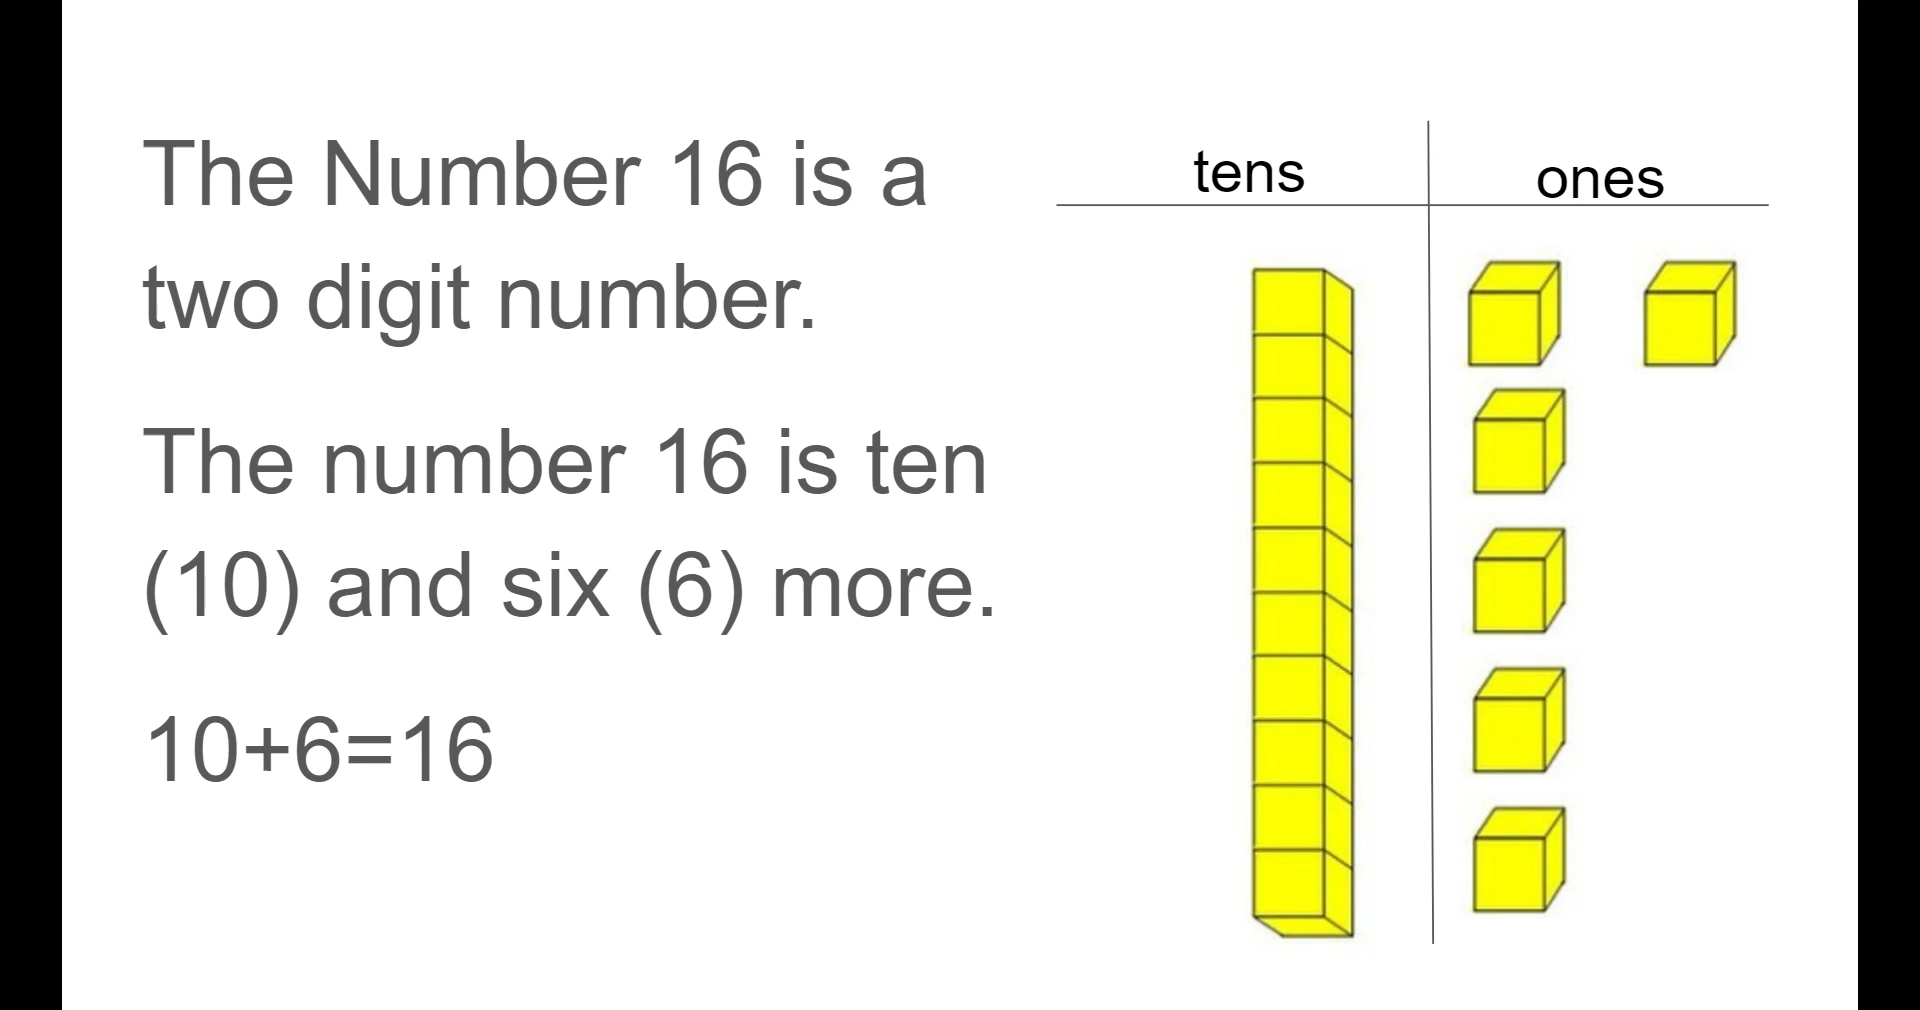 The Number 16 is a
two digit number.
The number 16 is ten
(10) and six (6) more.
10+6=16
tens
ones